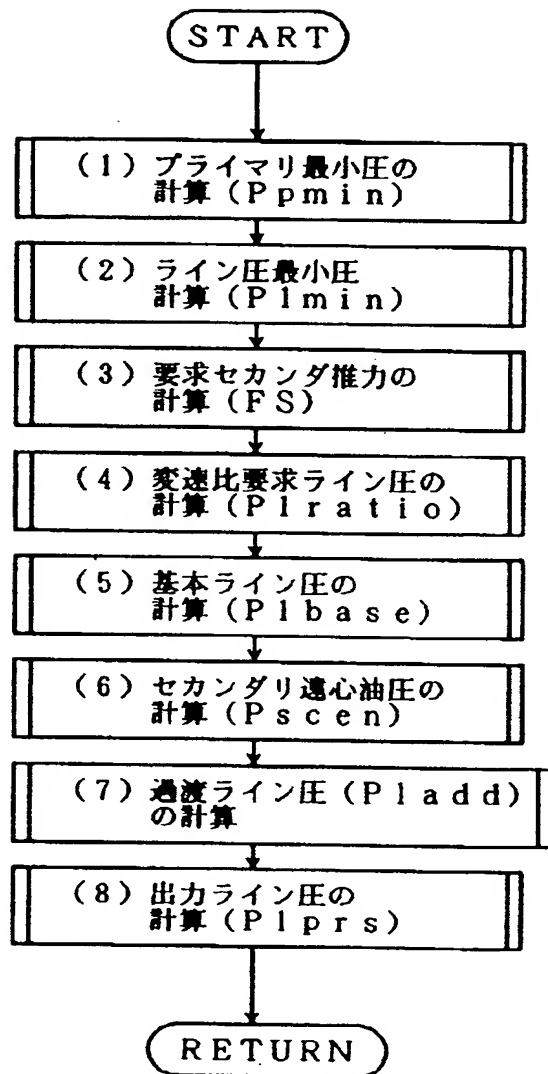 START
(1) プライマリ最小圧の
計算(Ppmin)
(2) ライン圧最小圧
計算(Plmin)
(3) 要求セカンダ推力の
計算(FS)
(4) 変速比要求ライン圧の
計算(Plratio)
(5) 基本ライン圧の
計算(Plbase)
(6) セカンダリ遠心油圧の
計算(Pscen)
(7) 過渡ライン圧(Pladd)
の計算
(8) 出力ライン圧の
計算(Plprs)
RETURN